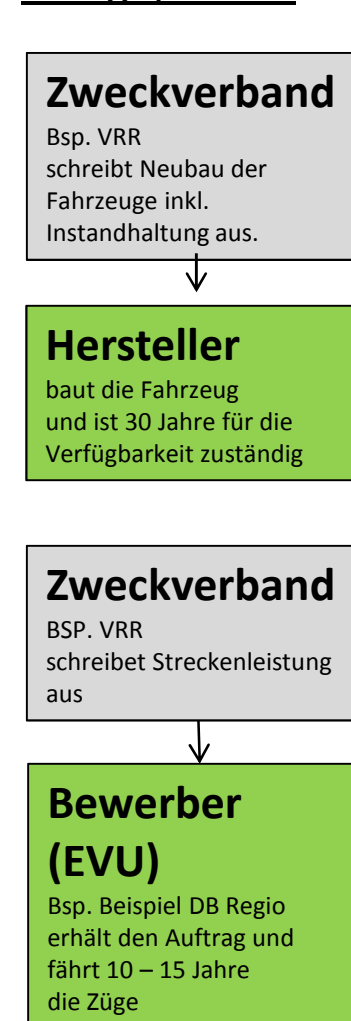 Zweckverband
Bsp. VRR
schreibt Neubau der
Fahrzeuge inkl.
Instandhaltung aus.
Hersteller
baut die Fahrzeug
und ist 30 Jahre für die
Verfügbarkeit zuständig
Zweckverband
BSP. VRR
schreibet Streckenleistung
aus
Bewerber
(EVU)
Bsp. Beispiel DB Regio
erhält den Auftrag und
fährt 10 – 15 Jahre
die Züge